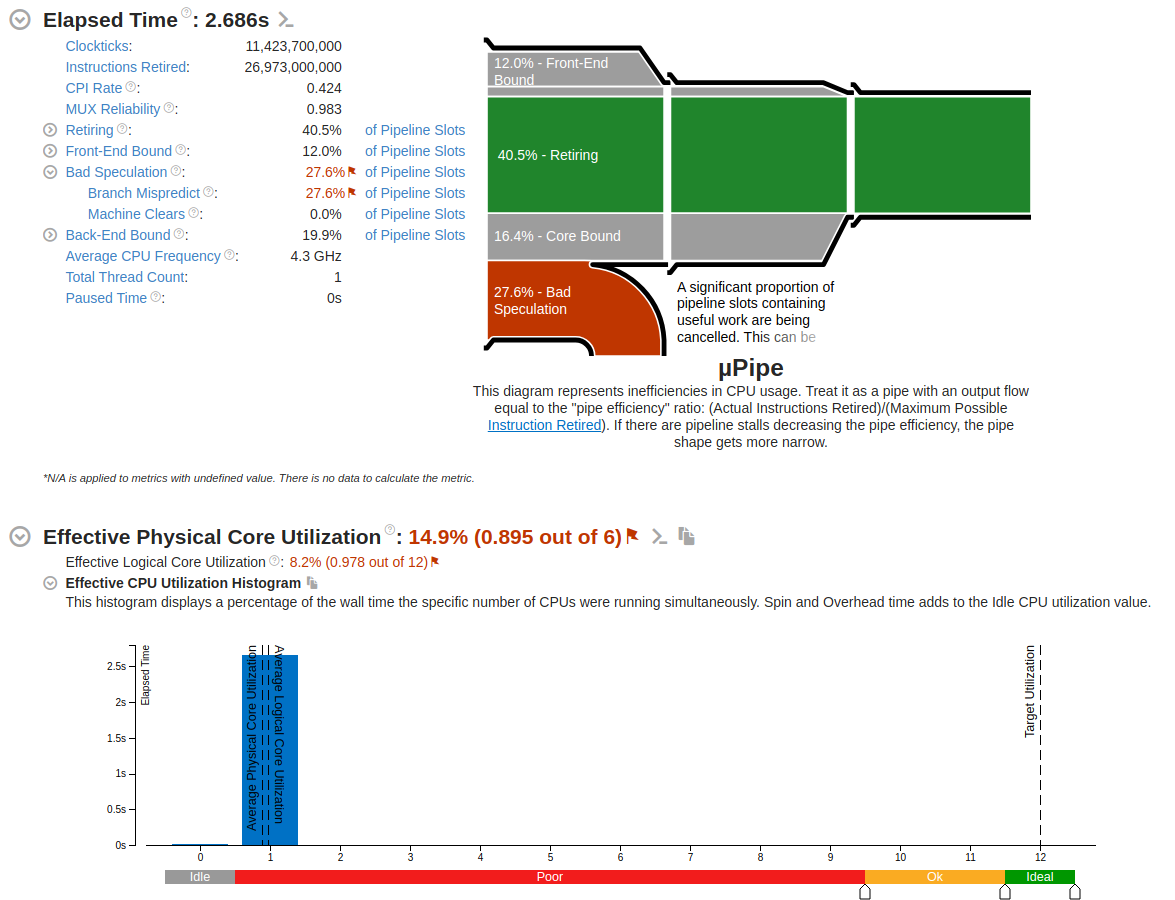 Elapsed Time : 2.686s
Clockticks: 11,423,700,000
Instructions Retired: 26,973,000,000
CPI Rate : 0.424
MUX Reliability : 0.983
Retiring : 40.5% of Pipeline Slots
Front-End Bound : 12.0% of Pipeline Slots
Bad Speculation : 27.6% of Pipeline Slots
Branch Mispredict : 27.6% of Pipeline Slots
Machine Clears : 0.0% of Pipeline Slots
Back-End Bound : 19.9% of Pipeline Slots
Average CPU Frequency : 4.3 GHz
Total Thread Count: 1
Paused Time : 0s
12.0% - Front-End
Bound
40.5% - Retiring
16.4% - Core Bound
27.6% - Bad
Speculation
A significant proportion of
pipeline slots containing
useful work are being
cancelled. This can be
µPipe
This diagram represents inefficiencies in CPU usage. Treat it as a pipe with an output flow
equal to the "pipe efficiency" ratio: (Actual Instructions Retired)/(Maximum Possible
Instruction Retired). If there are pipeline stalls decreasing the pipe efficiency, the pipe
shape gets more narrow.
*N/A is applied to metrics with undefined value. There is no data to calculate the metric.
Effective Physical Core Utilization : 14.9% (0.895 out of 6)
Effective Logical Core Utilization : 8.2% (0.978 out of 12)
Effective CPU Utilization Histogram
This histogram displays a percentage of the wall time the specific number of CPUs were running simultaneously. Spin and Overhead time adds to the Idle CPU utilization value.
Elapsed Time
2.5s
2s
1.5s
1s
0.5s
0s
Average Physical Core Utilization
Average Logical Core Utilization
Target Utilization
0 1 2 3 4 5 6 7 8 9 10 11 12
Idle Poor Ok Ideal